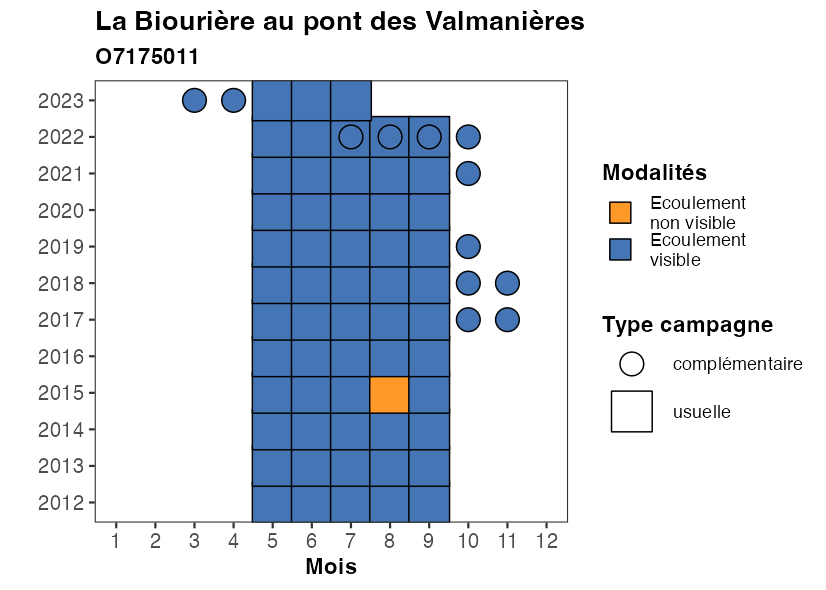 La Biourière au pont des Valmanières
O7175011
2023
2022
2021
2020
2019
2018
2017
2016
2015
2014
2013
2012
1 2 3 4 5 6 7 8 9 10 11 12
Mois
Modalités
Ecoulement
non visible
Ecoulement
visible
Type campagne
complémentaire
usuelle